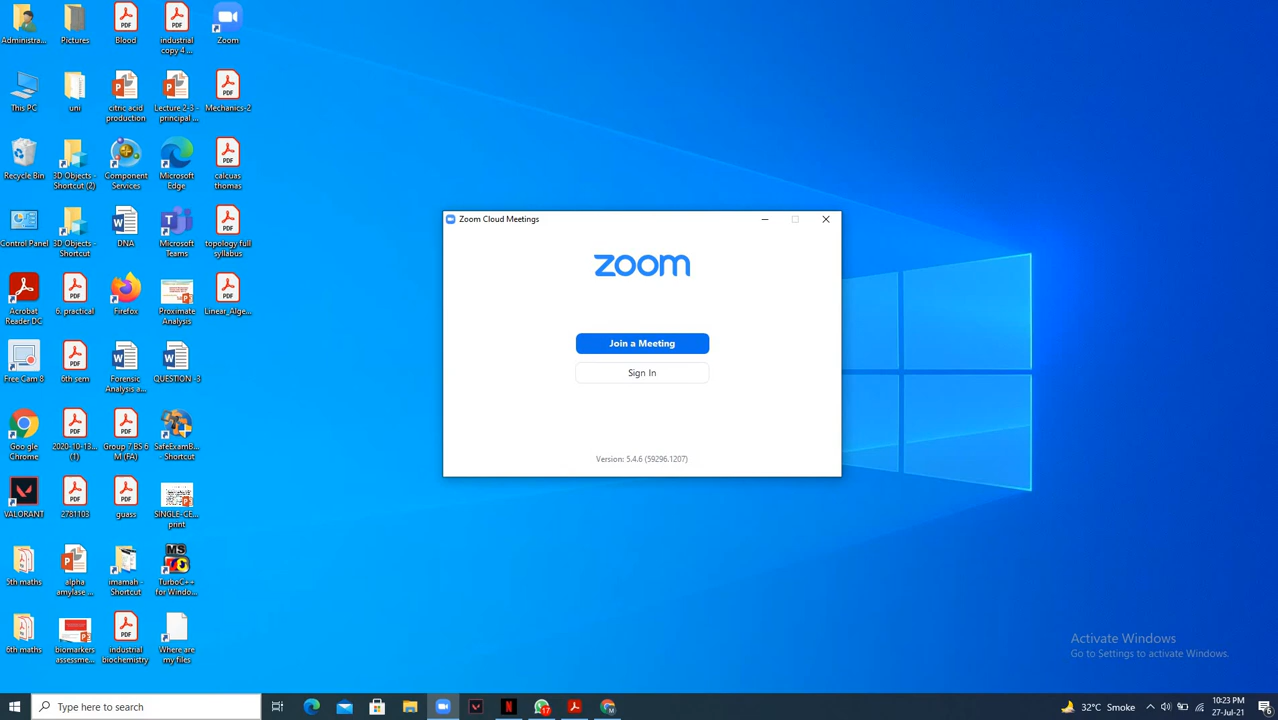 Administra...
Pictures
Blood
industrial
copy 4 ...
Zoom
This PC
uni
citric acid
production
Lecture 2-3 -
principal ...
Mechanics-2
Recycle Bin
3D Objects -
Shortcut (2)
Component
Services
Microsoft
Edge
calcuas
thomas
Control Panel
3D Objects -
Shortcut
DNA
Microsoft
Teams
topology full
syllabus
Acrobat
Reader DC
6. practical
Firefox
Proximate
Analysis
Linear_Alge...
Free Cam 8
6th sem
Forensic
Analysis a...
QUESTION -3
Goo gle
Chrome
2020-10-13...
(1)
Group 7 BS 6
M (FA)
SafeExamB...
- Shortcut
VALORANT
2781103
guass
SINGLE-CE...
print
5th maths
alpha
amylase ...
imamah -
Shortcut
TurboC++
for Windo...
6th maths
biomarkers
assessme...
industrial
biochemistry
Where are
my files
Zoom Cloud Meetings
zoom
Join a Meeting
Sign In
Version: 5.4.6 (59296.1207)
Activate Windows
Go to Settings to activate Windows.
Type here to search
17
32°C Smoke
10:23 PM
27-Jul-21